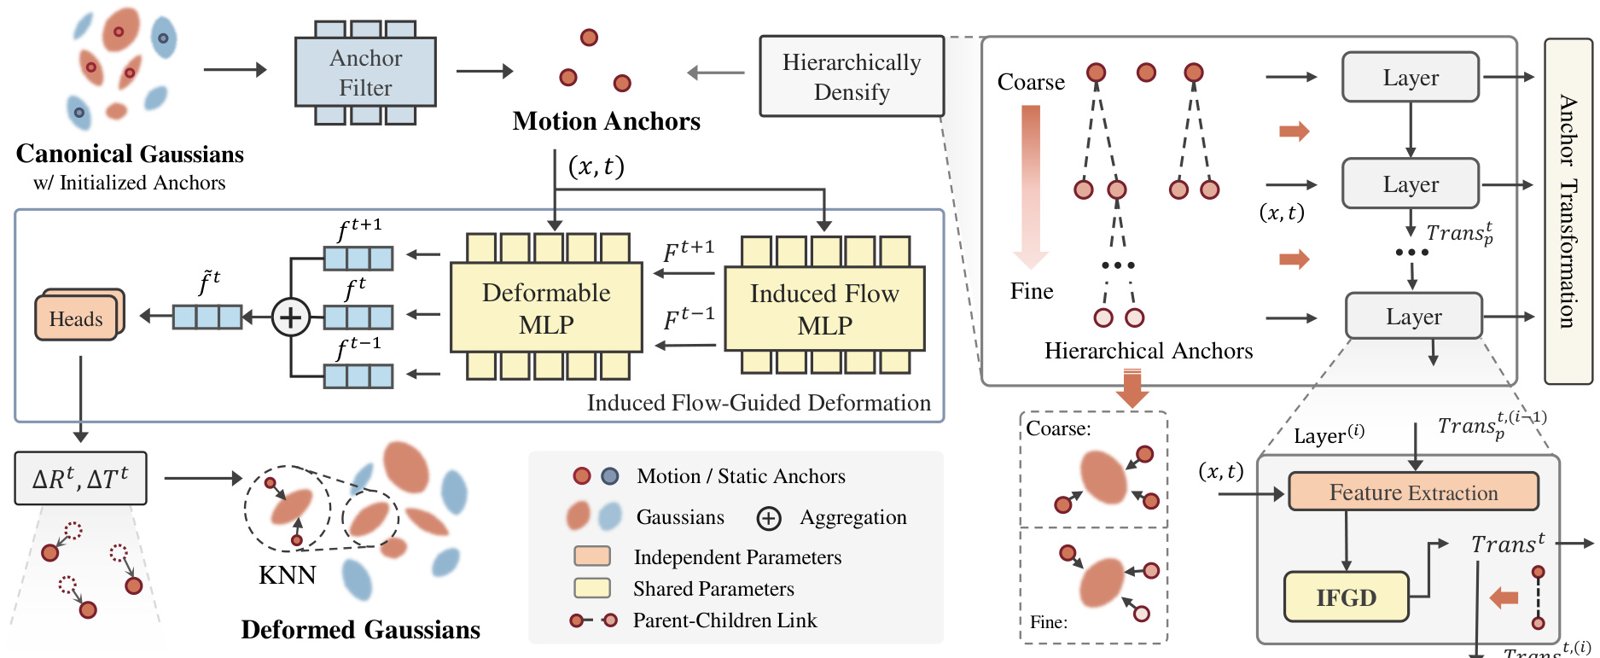 Canonical Gaussians
w/ Initialized Anchors
Anchor
Filter
Motion Anchors
Hierarchically
Densify
(x, t)
f^{t+1}
f^t
f^{t-1}
f̃^t
Heads
Deformable
MLP
F^{t+1}
F^{t-1}
Induced Flow
MLP
Induced Flow-Guided Deformation
ΔR^t, ΔT^t
KNN
Deformed Gaussians
Motion / Static Anchors
Gaussians
Aggregation
Independent Parameters
Shared Parameters
Parent-Children Link
Coarse
Fine
Hierarchical Anchors
(x, t)
Layer
Layer
Trans_p^t
Layer
Anchor Transformation
Coarse:
Fine:
Layer^{(i)}
Trans_p^{t,(i-1)}
(x, t)
Feature Extraction
IFGD
Trans^t
Trans^{t,(i)}